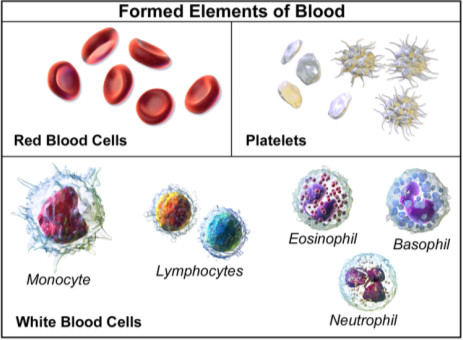 Formed Elements of Blood
Red Blood Cells
Platelets
Monocyte
Lymphocytes
Eosinophil
Basophil
Neutrophil
White Blood Cells